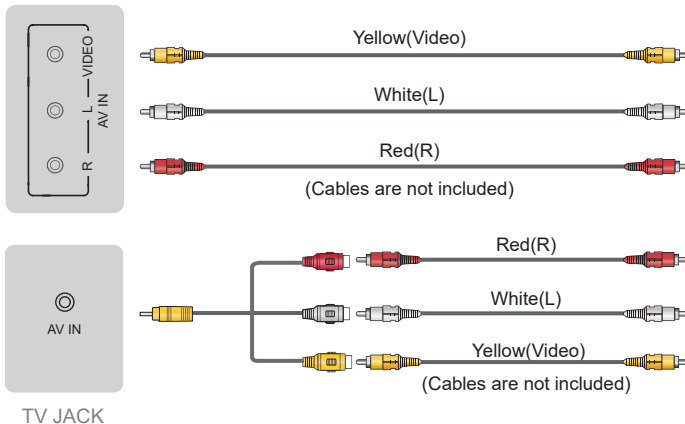 Yellow(Video)
White(L)
Red(R)
(Cables are not included)
VIDEO
L
R
AV IN
AV IN
Red(R)
White(L)
Yellow(Video)
(Cables are not included)
TV JACK